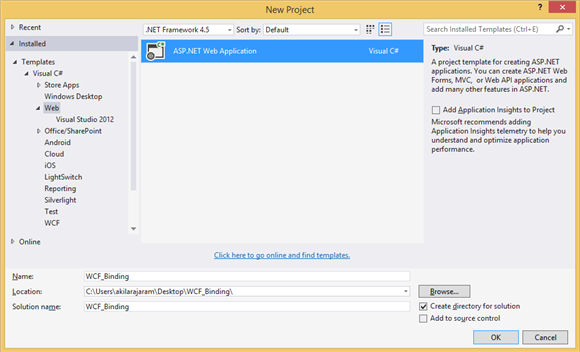 New Project
? ×
Recent
Installed
Templates
Visual C#
Store Apps
Windows Desktop
Web
Visual Studio 2012
Office/SharePoint
Android
Cloud
iOS
LightSwitch
Reporting
Silverlight
Test
WCF
Online
.NET Framework 4.5 Sort by: Default
ASP.NET Web Application Visual C#
Click here to go online and find templates.
Search Installed Templates (Ctrl+E)
Type: Visual C#
A project template for creating ASP.NET
applications. You can create ASP.NET Web
Forms, MVC, or Web API applications and
add many other features in ASP.NET.
Add Application Insights to Project
Microsoft recommends adding
Application Insights telemetry to help you
understand and optimize application
performance.
Name: WCF_Binding
Location: C:\Users\akilarajaram\Desktop\WCF_Binding\ Browse...
Solution name: WCF_Binding
Create directory for solution
Add to source control
OK Cancel